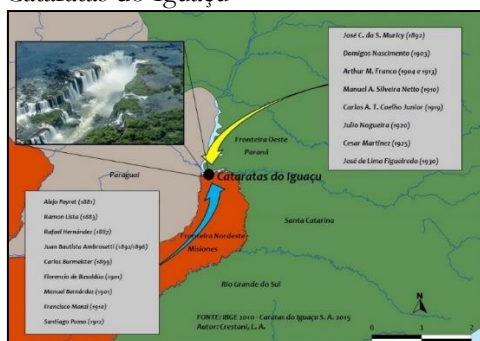 Cataratas do Iguaçu
José C. da S. Muricy (1892)
Domigos Nascimento (1903)
Arthur M. Franco (1904 e 1913)
Manuel A. Silveira Netto (1910)
Carlos A. T. Coelho Junior (1919)
Julio Nogueira (1920)
Cesar Martinez (1925)
José de Lima Figueiredo (1930)
Fronteira Oeste
Paraná
Paraguai
Cataratas do Iguaçu
Alejo Peyret (1881)
Ramon Lista (1883)
Rafael Hernández (1887)
Juan Bautista Ambrosetti (1892/1896)
Carlos Burmeister (1895)
Florencio de Basaldúa (1901)
Manuel Bernárdez (1901)
Francisco Manzi (1910)
Santiago Puma (1912)
Fronteira Nordeste
Misiones
Santa Catarina
Rio Grande do Sul
N
FONTE: IBGE 2010 - Cataratas do Iguaçu S. A. 2015
Autor: Crestani, L. A.
0 1 2